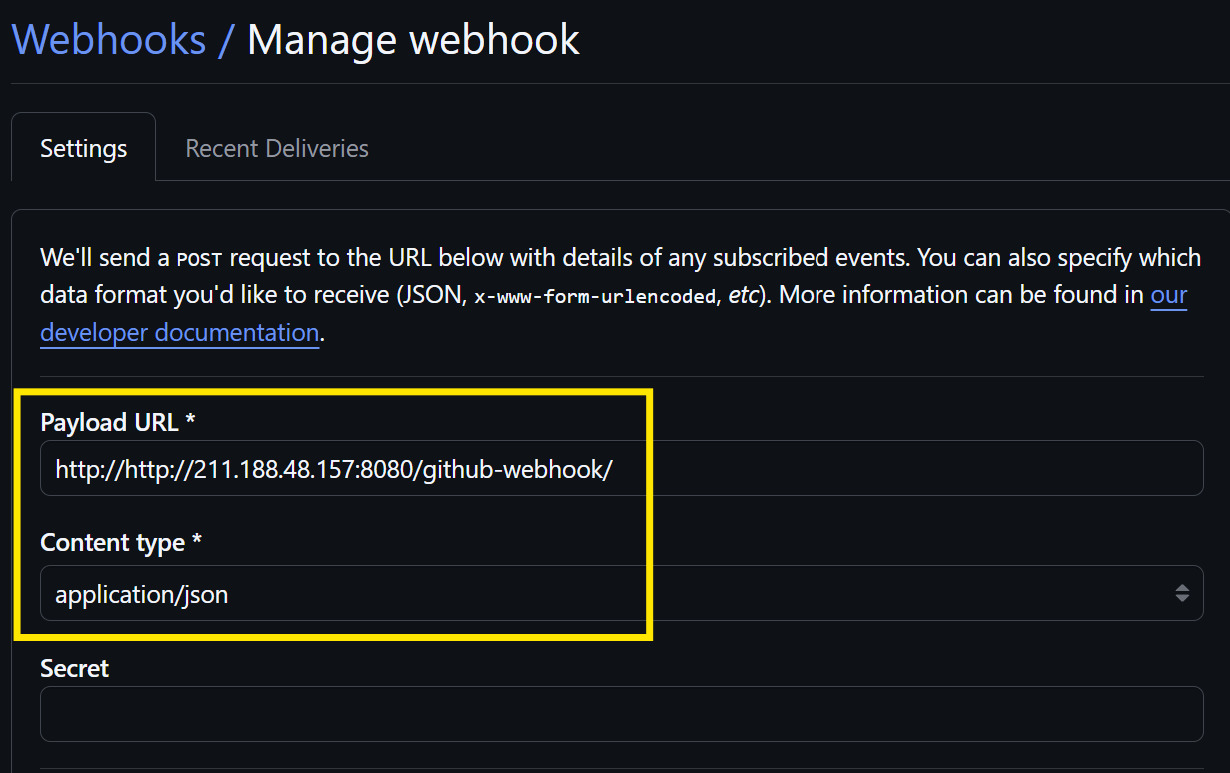 Webhooks / Manage webhook
Settings
Recent Deliveries
We'll send a POST request to the URL below with details of any subscribed events. You can also specify which
data format you'd like to receive (JSON, x-www-form-urlencoded, etc). More information can be found in our
developer documentation.
Payload URL *
http://http://211.188.48.157:8080/github-webhook/
Content type *
application/json
Secret